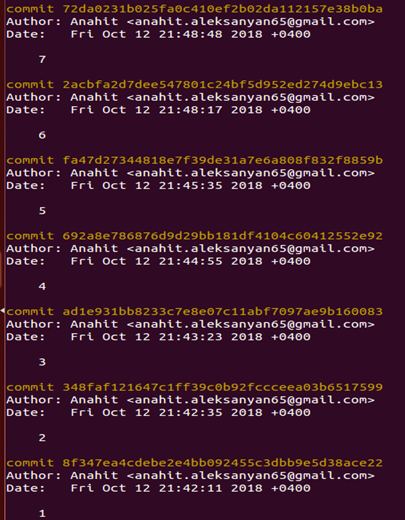 commit 72da0231b025fa0c410ef2b02da112157e38b0ba
Author: Anahit <anahit.aleksanyan65@gmail.com>
Date:   Fri Oct 12 21:48:48 2018 +0400
7
commit 2acbfa2d7dee547801c24bf5d952ed274d9ebc13
Author: Anahit <anahit.aleksanyan65@gmail.com>
Date:   Fri Oct 12 21:48:17 2018 +0400
6
commit fa47d27344818e7f39de31a7e6a808f832f8859b
Author: Anahit <anahit.aleksanyan65@gmail.com>
Date:   Fri Oct 12 21:45:35 2018 +0400
5
commit 692a8e786876d9d29bb181df4104c60412552e92
Author: Anahit <anahit.aleksanyan65@gmail.com>
Date:   Fri Oct 12 21:44:55 2018 +0400
4
commit ad1e931bb8233c7e8e07c11abf7097ae9b160083
Author: Anahit <anahit.aleksanyan65@gmail.com>
Date:   Fri Oct 12 21:43:23 2018 +0400
3
commit 348faf121647c1ff39c0b92fccceea03b6517599
Author: Anahit <anahit.aleksanyan65@gmail.com>
Date:   Fri Oct 12 21:42:35 2018 +0400
2
commit 8f347ea4cdebe2e4bb092455c3dbb9e5d38ace22
Author: Anahit <anahit.aleksanyan65@gmail.com>
Date:   Fri Oct 12 21:42:11 2018 +0400
1